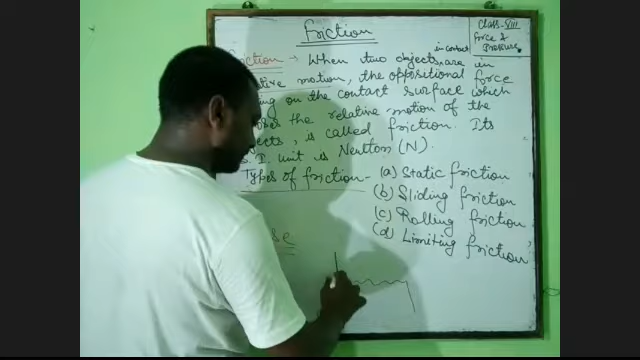 Friction
Class-VIII
Force &
Pressure
Friction - When two objects in contact are in
motion, the oppositional force
on the contact surface which
the relative motion of the
, is called friction. Its
S.I. unit is Newton (N).
Types of friction - (a) Static friction
(b) Sliding friction
(c) Rolling friction
(d) Limiting friction